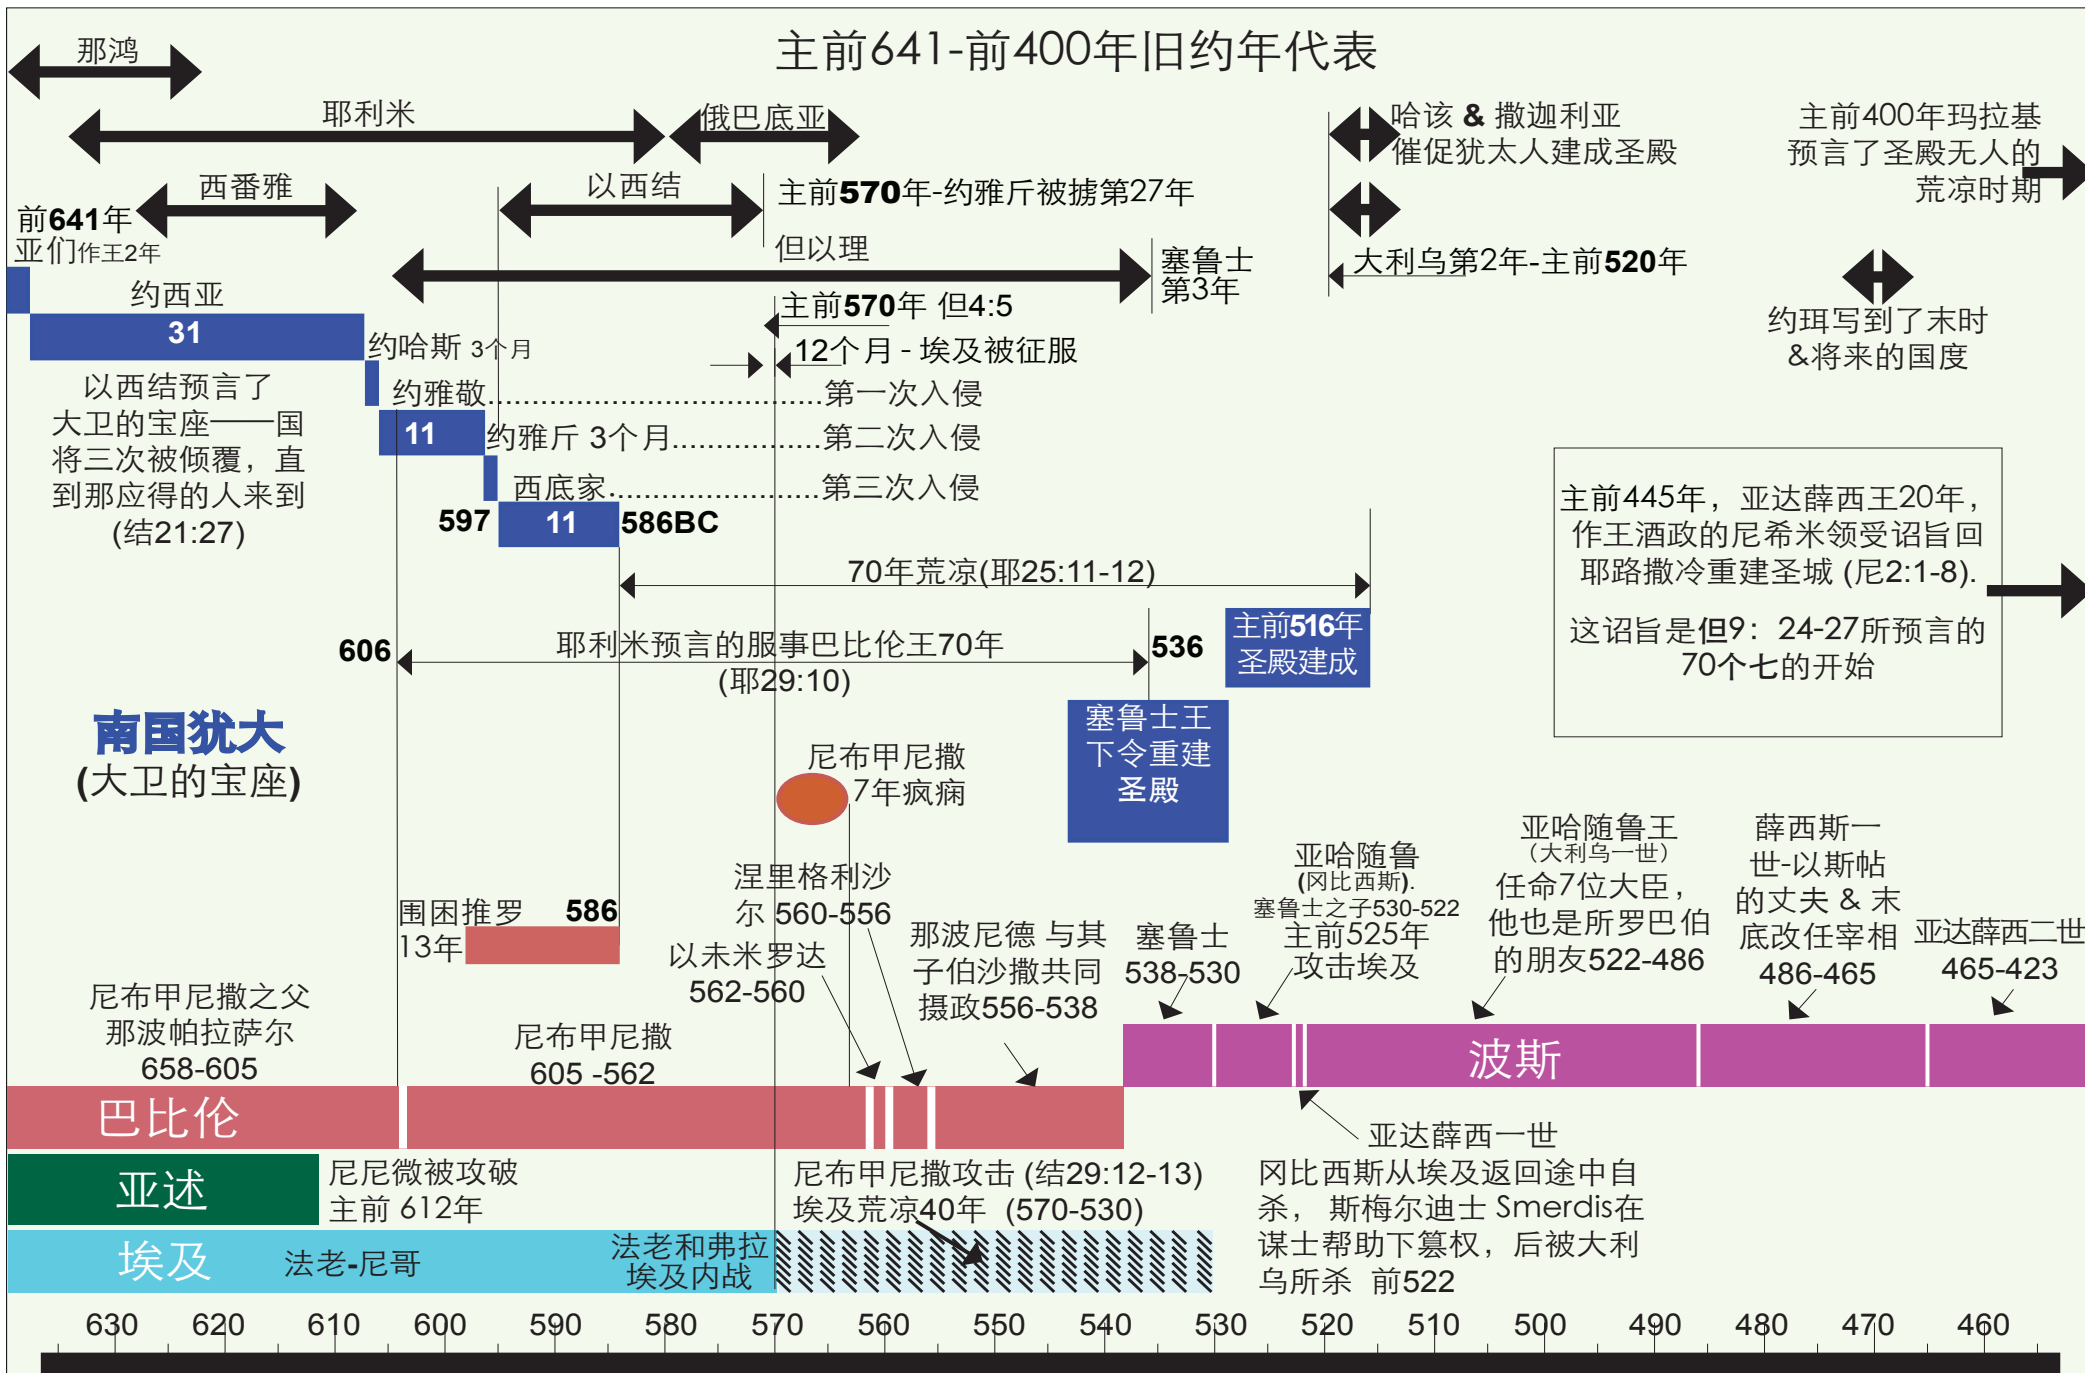 主前641-前400年旧约年代表
那鸿
耶利米
俄巴底亚
哈该 & 撒迦利亚
催促犹太人建成圣殿
主前400年玛拉基
预言了圣殿无人的
荒凉时期
西番雅
以西结
主前570年-约雅斤被掳第27年
前641年
亚们作王2年
但以理
塞鲁士
第3年
大利乌第2年-主前520年
约西亚
31
主前570年 但4:5
约珥写到了末时
&将来的国度
约哈斯 3个月
12个月 - 埃及被征服
以西结预言了
大卫的宝座——国
将三次被倾覆，直
到那应得的人来到
(结21:27)
约雅敬..............................第一次入侵
11
约雅斤 3个月..............第二次入侵
西底家....................第三次入侵
597
11
586BC
主前445年，亚达薛西王20年，
作王酒政的尼希米领受诏旨回
耶路撒冷重建圣城 (尼2:1-8).
这诏旨是但9：24-27所预言的
70个七的开始
70年荒凉(耶25:11-12)
606
耶利米预言的服事巴比伦王70年
(耶29:10)
536
主前516年
圣殿建成
南国犹大
(大卫的宝座)
塞鲁士王
下令重建
圣殿
尼布甲尼撒
7年疯痫
围困推罗
13年
586
涅里格利沙
尔 560-556
以未米罗达
562-560
那波尼德 与其
子伯沙撒共同
摄政556-538
塞鲁士
538-530
亚哈随鲁
(冈比西斯).
塞鲁士之子530-522
主前525年
攻击埃及
亚哈随鲁王
（大利乌一世）
任命7位大臣，
他也是所罗巴伯
的朋友522-486
薛西斯一
世-以斯帖
的丈夫 & 末
底改任宰相
486-465
亚达薛西二世
465-423
尼布甲尼撒之父
那波帕拉萨尔
658-605
尼布甲尼撒
605 -562
波斯
巴比伦
亚达薛西一世
冈比西斯从埃及返回途中自
杀， 斯梅尔迪士 Smerdis在
谋士帮助下篡权，后被大利
乌所杀 前522
亚述
尼尼微被攻破
主前 612年
尼布甲尼撒攻击 (结29:12-13)
埃及荒凉40年 (570-530)
埃及
法老-尼哥
法老和弗拉
埃及内战
630 620 610 600 590 580 570 560 550 540 530 520 510 500 490 480 470 460